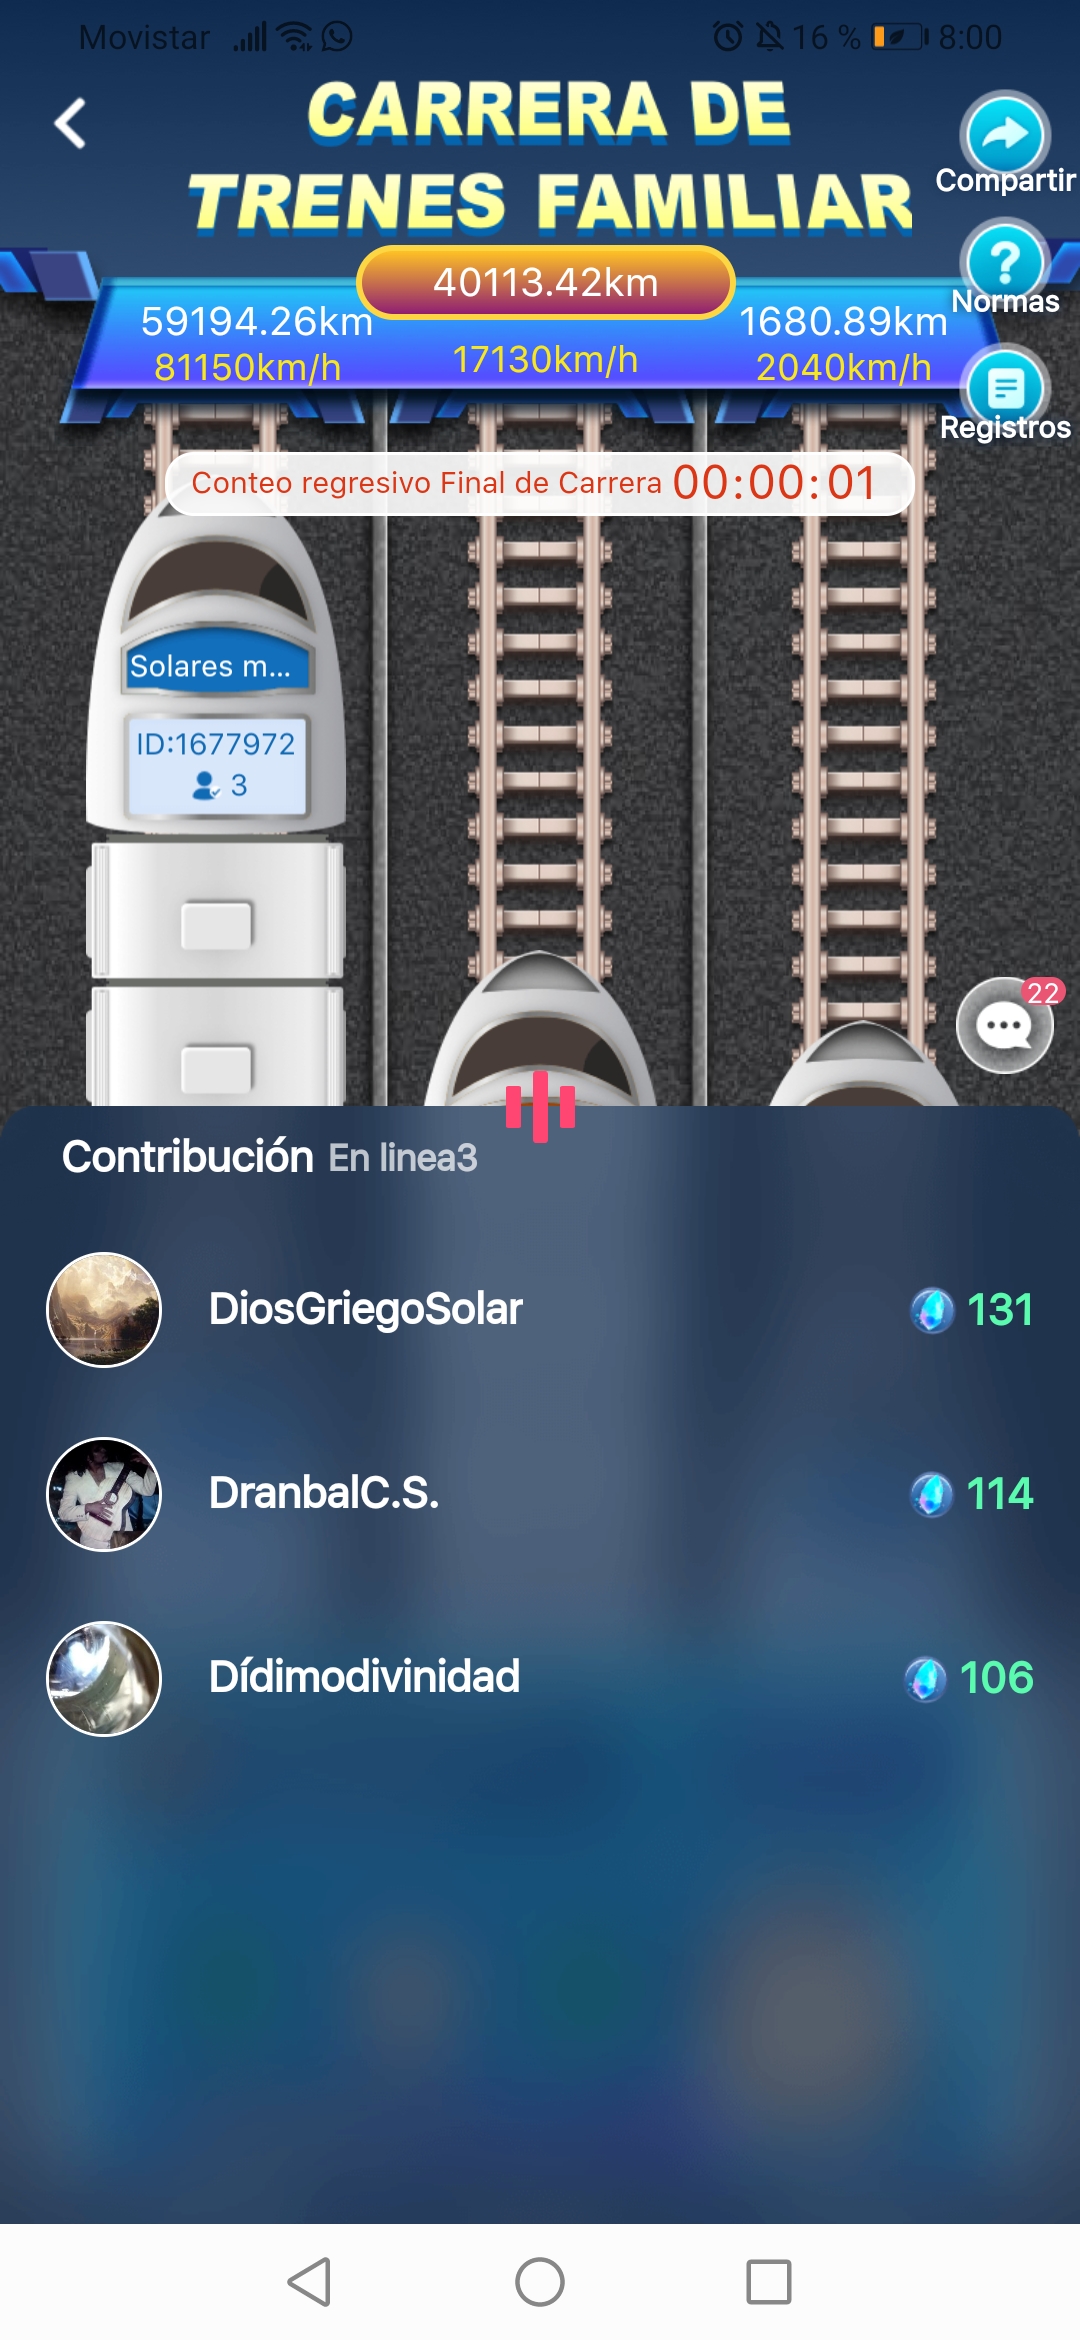 Movistar
16 % 8:00
CARRERA DE
TRENES FAMILIAR
Compartir
Normas
Registros
40113.42km
59194.26km
1680.89km
81150km/h
17130km/h
2040km/h
Conteo regresivo Final de Carrera 00:00:01
Solares m...
ID:1677972
3
22
Contribución En linea3
DiosGriegoSolar 131
DranbalC.S. 114
Dídimodivinidad 106